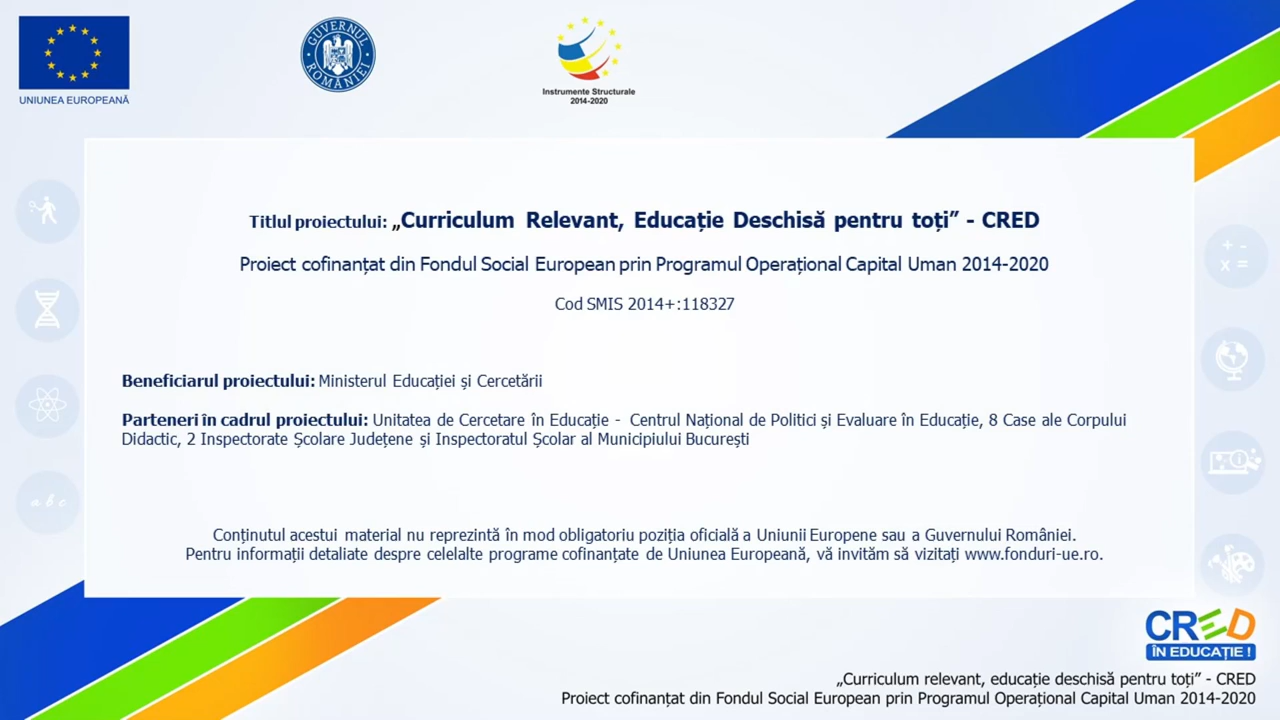 UNIUNEA EUROPEANĂ
GUVERNUL ROMÂNIEI
Instrumente Structurale
2014-2020
Titlul proiectului: „Curriculum Relevant, Educație Deschisă pentru toți” - CRED
Proiect cofinanțat din Fondul Social European prin Programul Operațional Capital Uman 2014-2020
Cod SMIS 2014+:118327
+ -
x =
Beneficiarul proiectului: Ministerul Educației și Cercetării
Parteneri în cadrul proiectului: Unitatea de Cercetare în Educație - Centrul Național de Politici și Evaluare în Educație, 8 Case ale Corpului
Didactic, 2 Inspectorate Școlare Județene și Inspectoratul Școlar al Municipiului București
a b c
Conținutul acestui material nu reprezintă în mod obligatoriu poziția oficială a Uniunii Europene sau a Guvernului României.
Pentru informații detaliate despre celelalte programe cofinanțate de Uniunea Europeană, vă invităm să vizitați www.fonduri-ue.ro.
CRED
ÎN EDUCAȚIE !
„Curriculum relevant, educație deschisă pentru toți” - CRED
Proiect cofinanțat din Fondul Social European prin Programul Operațional Capital Uman 2014-2020